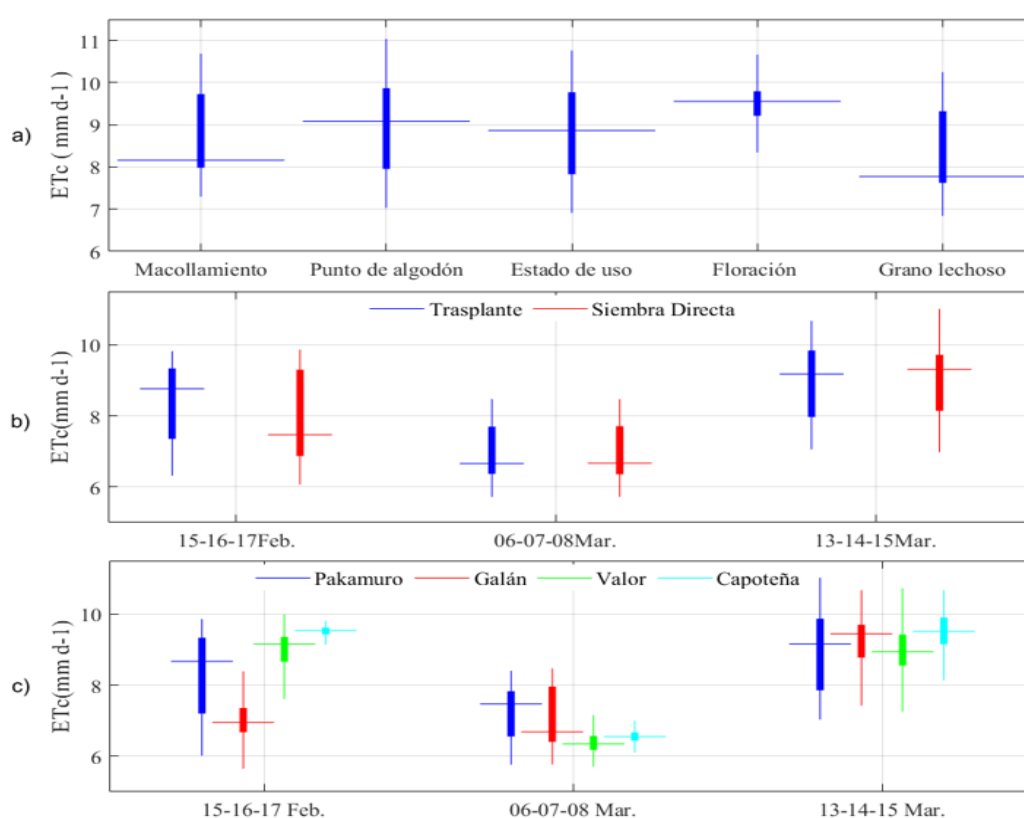 a)
ETc ( mm d-1 )
11
10
9
8
7
6
Macollamiento Punto de algodón Estado de uso Floración Grano lechoso
b)
ETc(mm d-1)
Trasplante Siembra Directa
10
8
6
15-16-17Feb. 06-07-08Mar. 13-14-15Mar.
c)
ETc(mm d-1)
Pakamuro Galán Valor Capoteña
10
8
6
15-16-17 Feb. 06-07-08 Mar. 13-14-15 Mar.